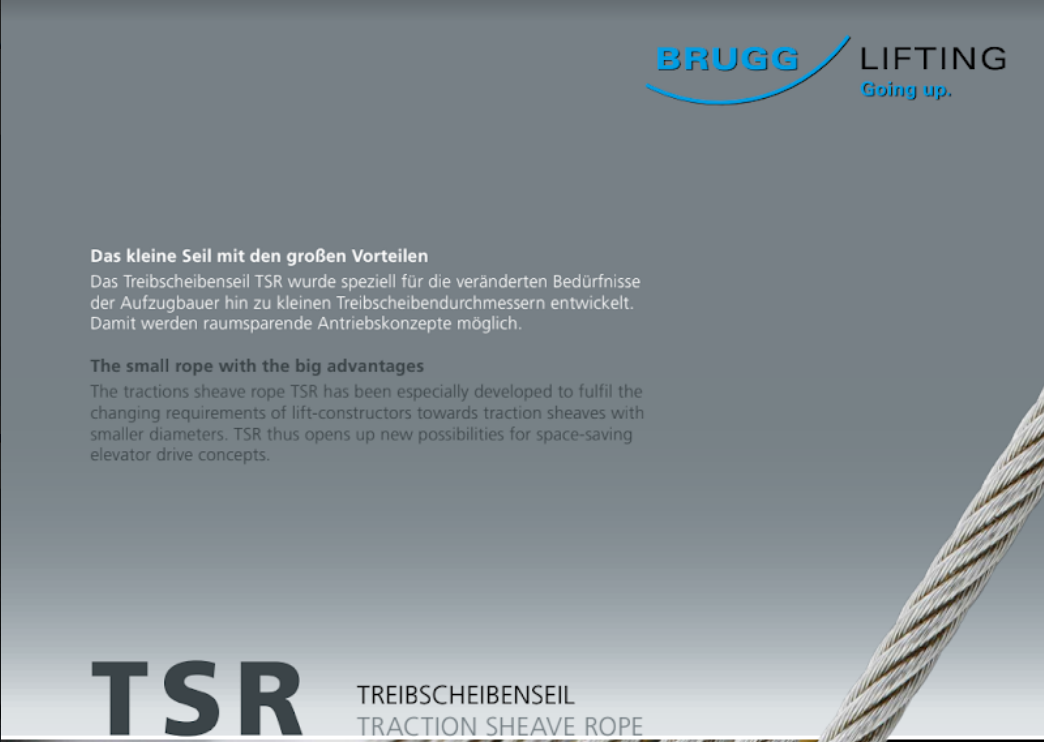 BRUGG LIFTING
Going up.
Das kleine Seil mit den großen Vorteilen
Das Treibscheibenseil TSR wurde speziell für die veränderten Bedürfnisse
der Aufzugbauer hin zu kleinen Treibscheibendurchmessern entwickelt.
Damit werden raumsparende Antriebskonzepte möglich.
The small rope with the big advantages
The tractions sheave rope TSR has been especially developed to fulfil the
changing requirements of lift-constructors towards traction sheaves with
smaller diameters. TSR thus opens up new possibilities for space-saving
elevator drive concepts.
TSR
TREIBSCHEIBENSEIL
TRACTION SHEAVE ROPE